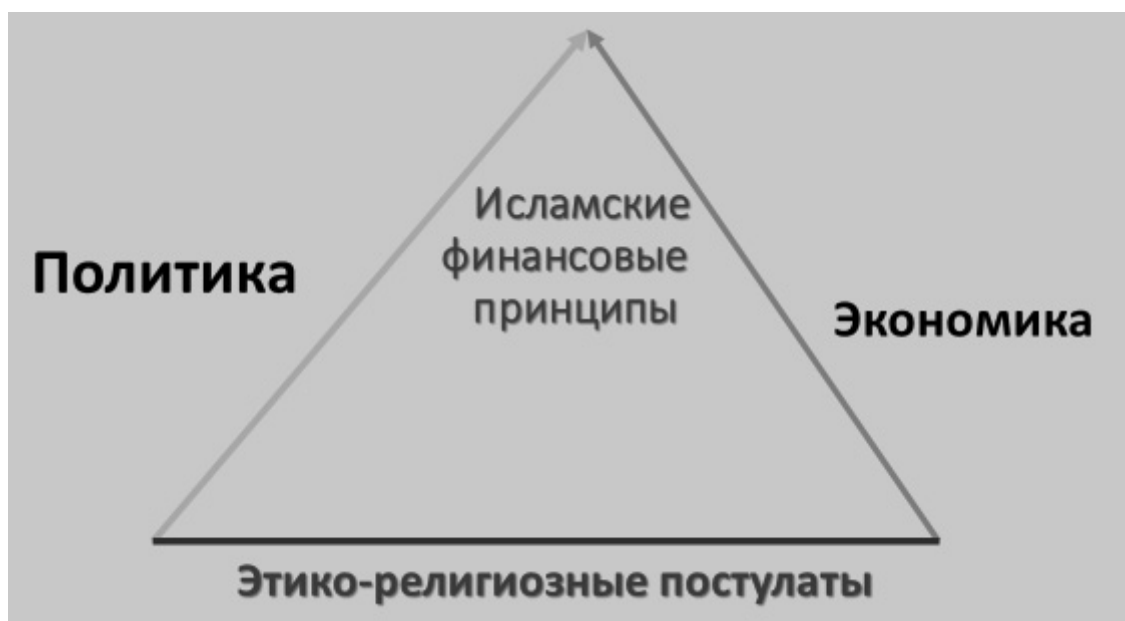 Исламские
финансовые
принципы
Политика
Экономика
Этико-религиозные постулаты